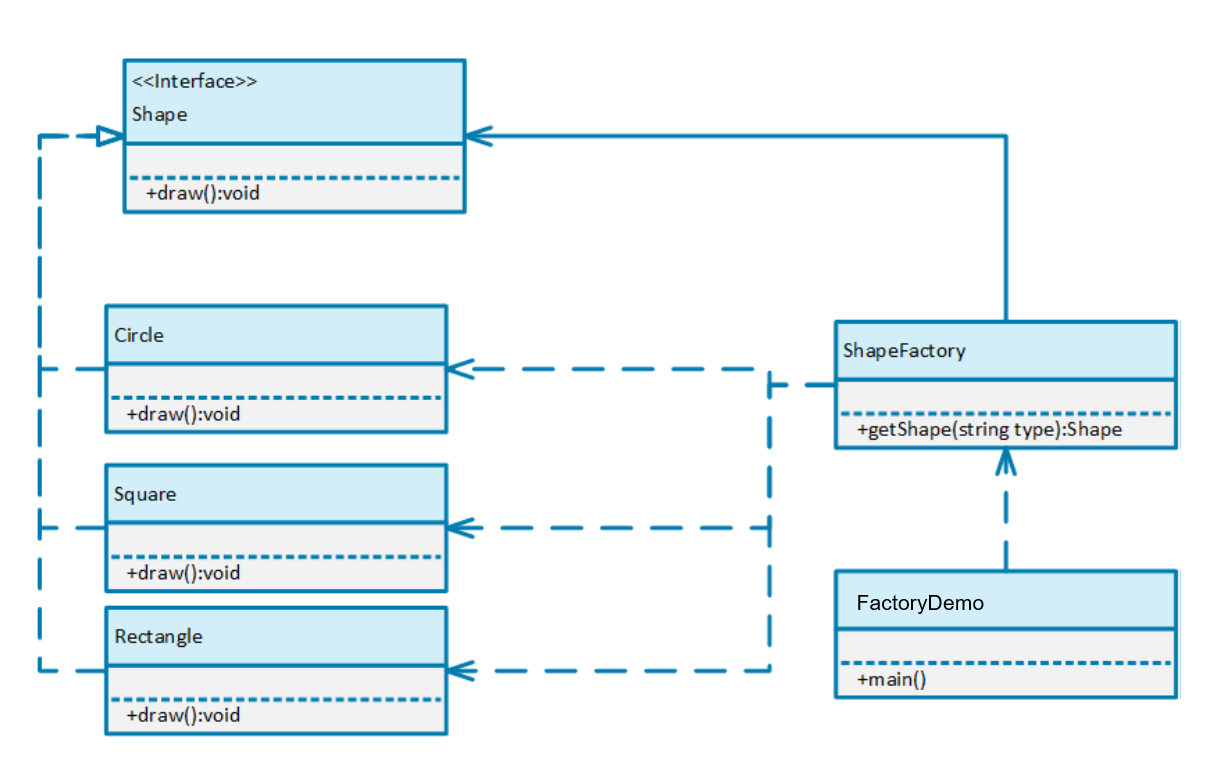 <<Interface>>
Shape
+draw():void
Circle
+draw():void
ShapeFactory
+getShape(string type):Shape
Square
+draw():void
Rectangle
+draw():void
FactoryDemo
+main()